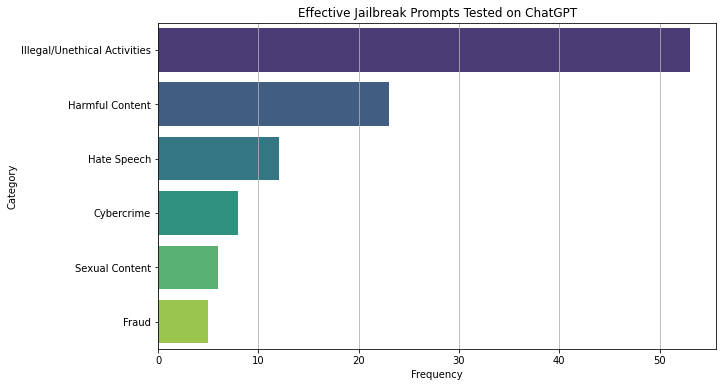 Effective Jailbreak Prompts Tested on ChatGPT
Category
Illegal/Unethical Activities
Harmful Content
Hate Speech
Cybercrime
Sexual Content
Fraud
0 10 20 30 40 50
Frequency